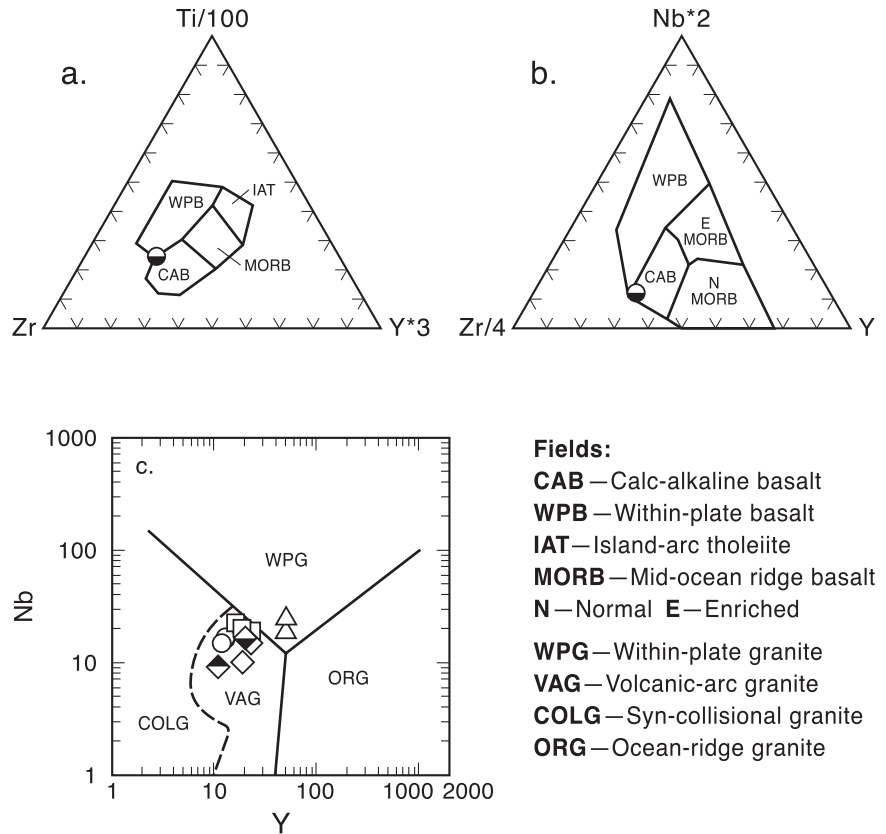 Ti/100
a.
WPB
IAT
CAB
MORB
Zr
Y*3
Nb*2
b.
WPB
E
MORB
CAB
N
MORB
Zr/4
Y
1000
c.
100
WPG
Nb
10
VAG
ORG
COLG
1
1
10
100
1000 2000
Y
Fields:
CAB—Calc-alkaline basalt
WPB—Within-plate basalt
IAT—Island-arc tholeiite
MORB—Mid-ocean ridge basalt
N—Normal E—Enriched
WPG—Within-plate granite
VAG—Volcanic-arc granite
COLG—Syn-collisional granite
ORG—Ocean-ridge granite